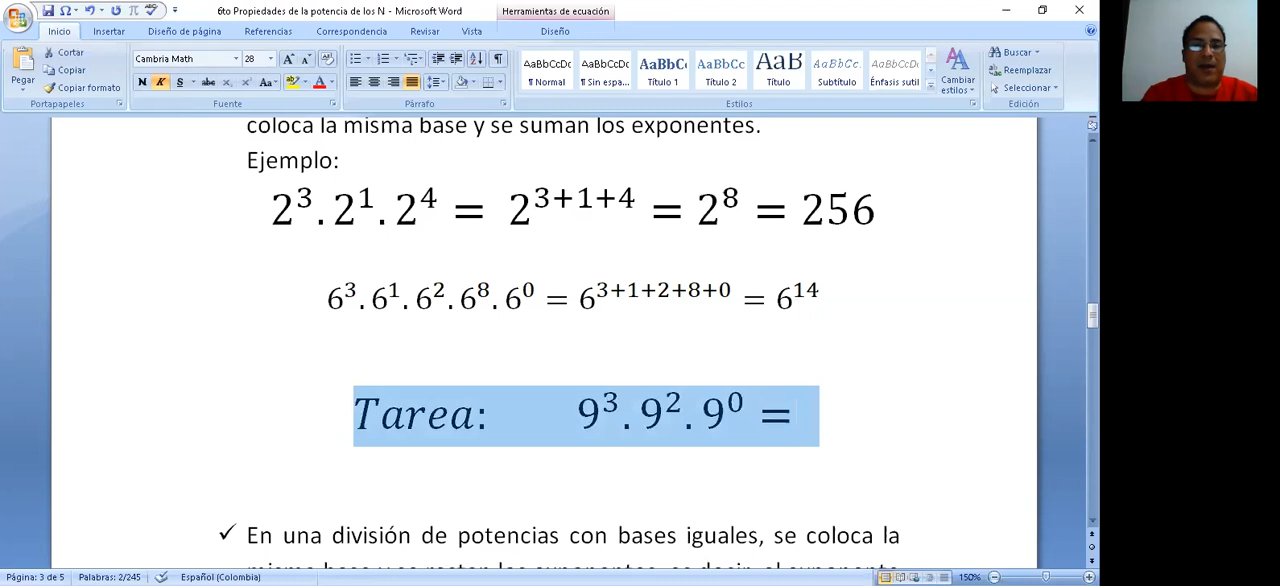 6to Propiedades de la potencia de los N - Microsoft Word
Herramientas de ecuación
Inicio Insertar Diseño de página Referencias Correspondencia Revisar Vista Diseño
Pegar
Cortar
Copiar
Copiar formato
Portapapeles
Cambria Math 28
N K S abc x₂ x² Aa
Fuente
Párrafo
AaBbCcDc AaBbCcDc AaBbC AaBbCc AaB AaBbCc. AaBbCcDc
¶ Normal ¶ Sin espa... Título 1 Título 2 Título Subtítulo Énfasis sutil
Cambiar estilos
Estilos
Buscar
Reemplazar
Seleccionar
Edición
coloca la misma base y se suman los exponentes.
Ejemplo:
2³ . 2¹ . 2⁴ = 2³⁺¹⁺⁴ = 2⁸ = 256
6³ . 6¹ . 6² . 6⁸ . 6⁰ = 6³⁺¹⁺²⁺⁸⁺⁰ = 6¹⁴
Tarea: 9³ . 9² . 9⁰ =
✓ En una división de potencias con bases iguales, se coloca la
Página: 3 de 5 Palabras: 2/245 Español (Colombia) 150%